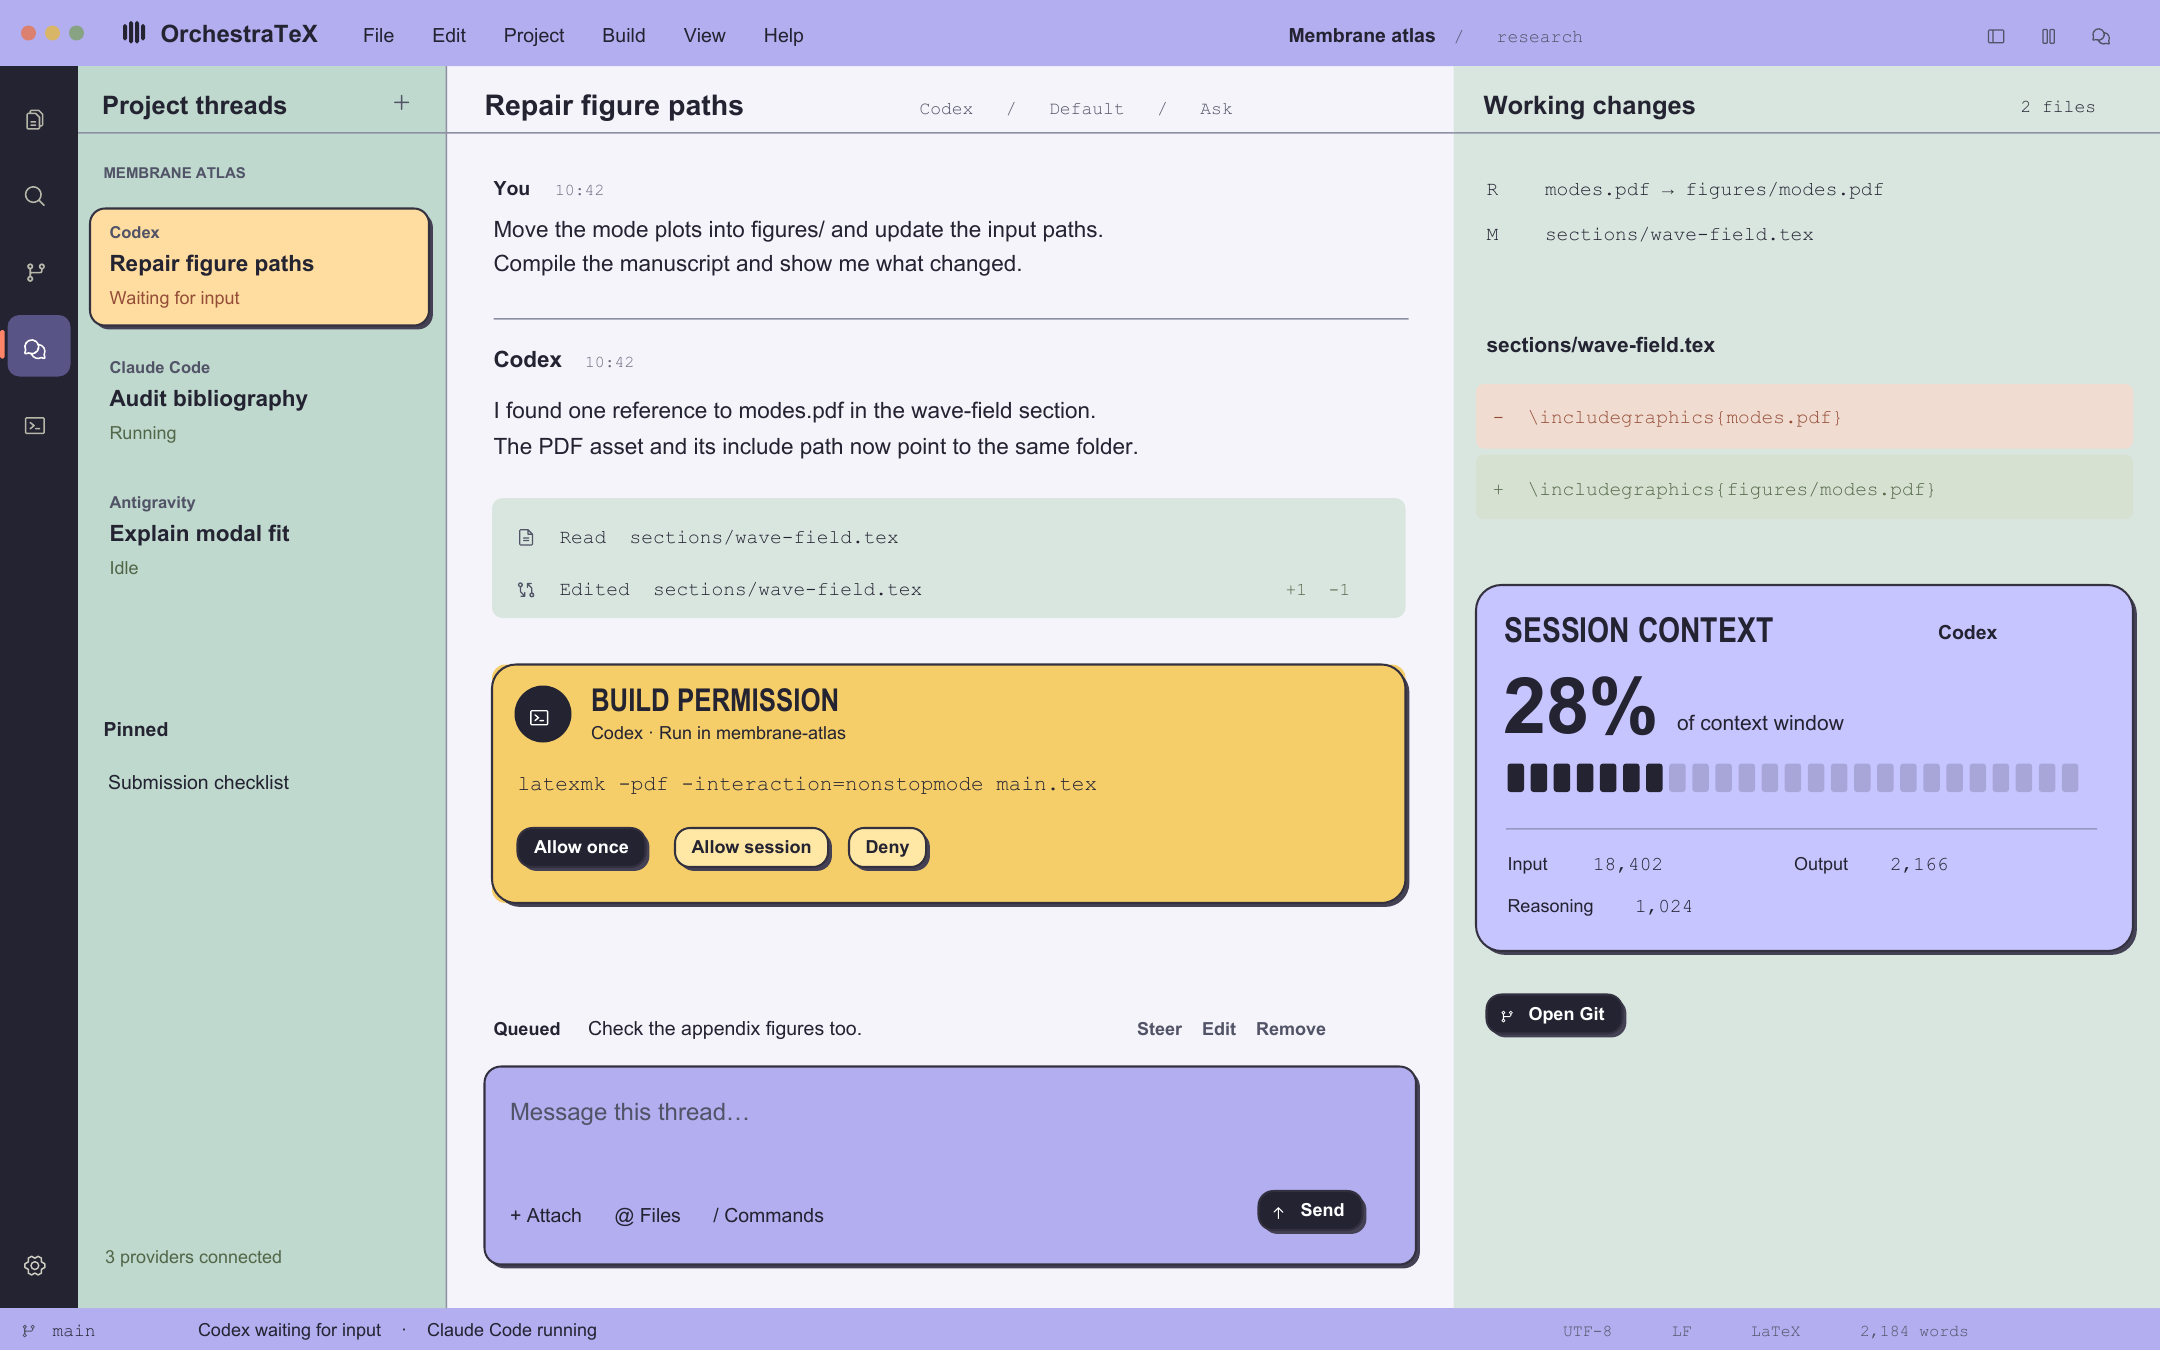 OrchestraTeX File Edit Project Build View Help Membrane atlas / research
Project threads +
MEMBRANE ATLAS
Codex
Repair figure paths
Waiting for input
Claude Code
Audit bibliography
Running
Antigravity
Explain modal fit
Idle
Pinned
Submission checklist
3 providers connected
Repair figure paths Codex / Default / Ask
You 10:42
Move the mode plots into figures/ and update the input paths.
Compile the manuscript and show me what changed.
Codex 10:42
I found one reference to modes.pdf in the wave-field section.
The PDF asset and its include path now point to the same folder.
Read sections/wave-field.tex
Edited sections/wave-field.tex +1 -1
BUILD PERMISSION
Codex · Run in membrane-atlas
latexmk -pdf -interaction=nonstopmode main.tex
Allow once Allow session Deny
Queued Check the appendix figures too. Steer Edit Remove
Message this thread…
+ Attach @ Files / Commands Send
Working changes 2 files
R modes.pdf → figures/modes.pdf
M sections/wave-field.tex
sections/wave-field.tex
- \includegraphics{modes.pdf}
+ \includegraphics{figures/modes.pdf}
SESSION CONTEXT Codex
28% of context window
Input 18,402 Output 2,166
Reasoning 1,024
Open Git
main Codex waiting for input · Claude Code running UTF-8 LF LaTeX 2,184 words